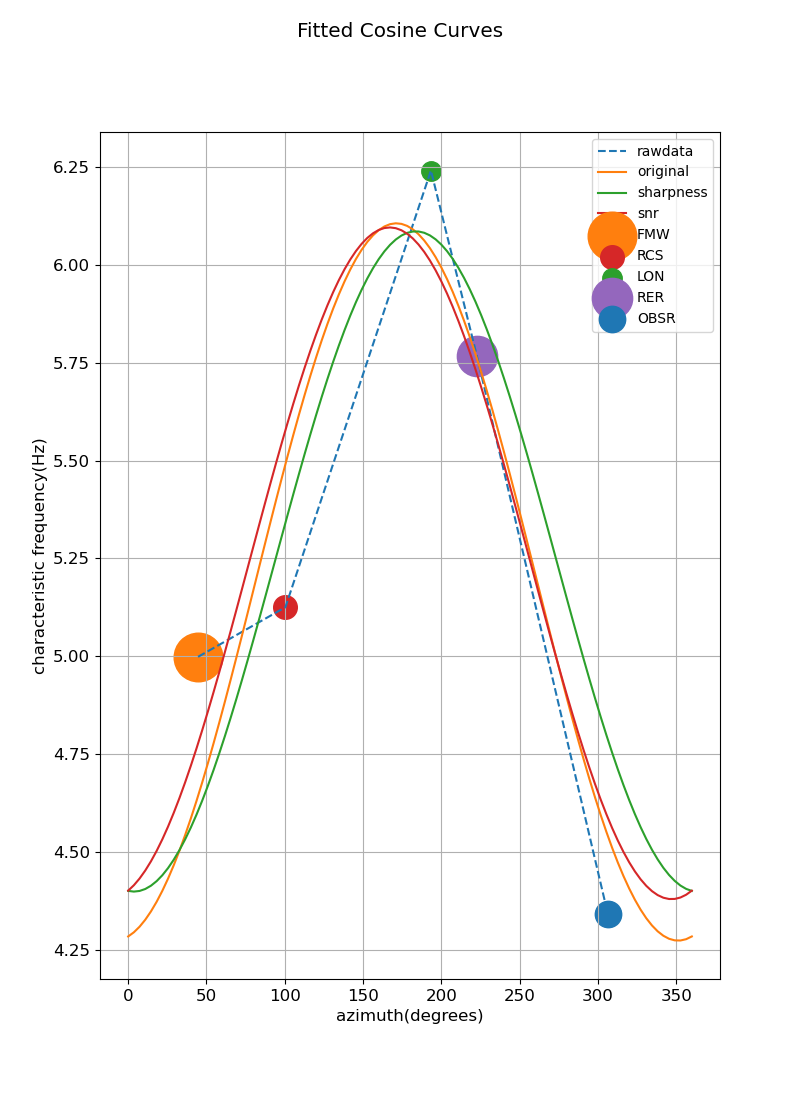 Fitted Cosine Curves
rawdata
original
sharpness
snr
FMW
RCS
LON
RER
OBSR
characteristic frequency(Hz)
6.25
6.00
5.75
5.50
5.25
5.00
4.75
4.50
4.25
0 50 100 150 200 250 300 350
azimuth(degrees)